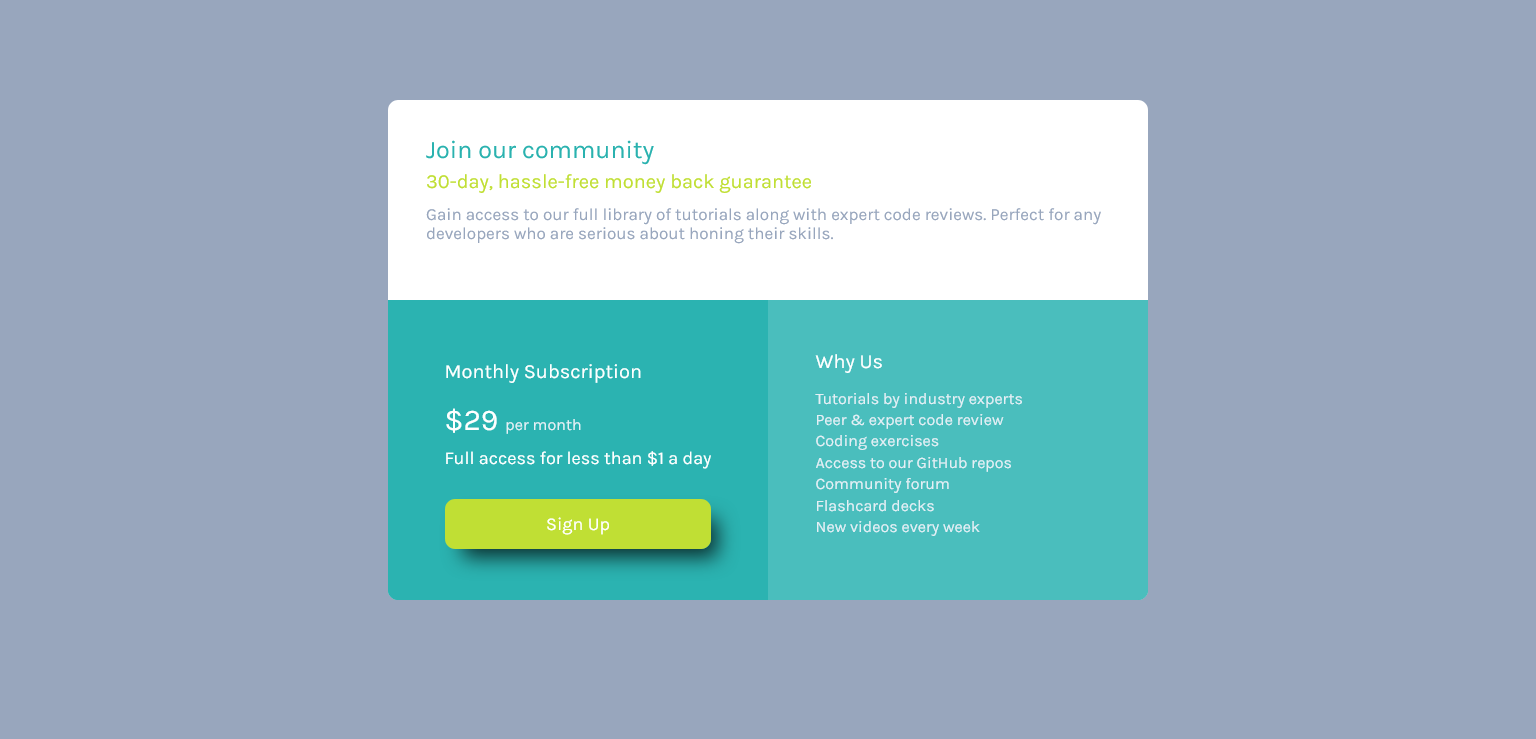 Join our community
30-day, hassle-free money back guarantee
Gain access to our full library of tutorials along with expert code reviews. Perfect for any
developers who are serious about honing their skills.
Monthly Subscription
$29 per month
Full access for less than $1 a day
Sign Up
Why Us
Tutorials by industry experts
Peer & expert code review
Coding exercises
Access to our GitHub repos
Community forum
Flashcard decks
New videos every week